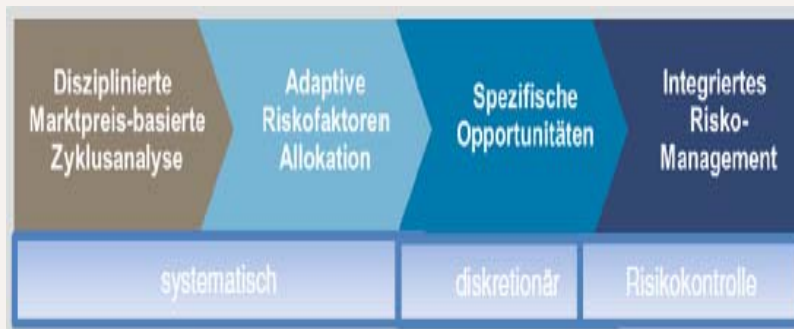 Disziplinierte
Marktpreis-basierte
Zyklusanalyse
Adaptive
Riskofaktoren
Allokation
Spezifische
Opportunitäten
Integriertes
Risko-
Management
systematisch
diskretionär
Risikokontrolle